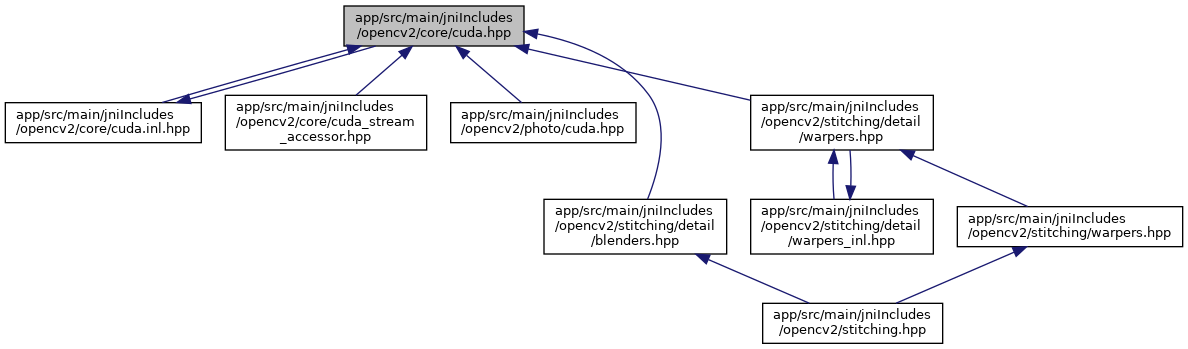 app/src/main/jniIncludes
/opencv2/core/cuda.hpp
app/src/main/jniIncludes
/opencv2/core/cuda.inl.hpp
app/src/main/jniIncludes
/opencv2/core/cuda_stream
_accessor.hpp
app/src/main/jniIncludes
/opencv2/photo/cuda.hpp
app/src/main/jniIncludes
/opencv2/stitching/detail
/warpers.hpp
app/src/main/jniIncludes
/opencv2/stitching/detail
/blenders.hpp
app/src/main/jniIncludes
/opencv2/stitching/detail
/warpers_inl.hpp
app/src/main/jniIncludes
/opencv2/stitching/warpers.hpp
app/src/main/jniIncludes
/opencv2/stitching.hpp